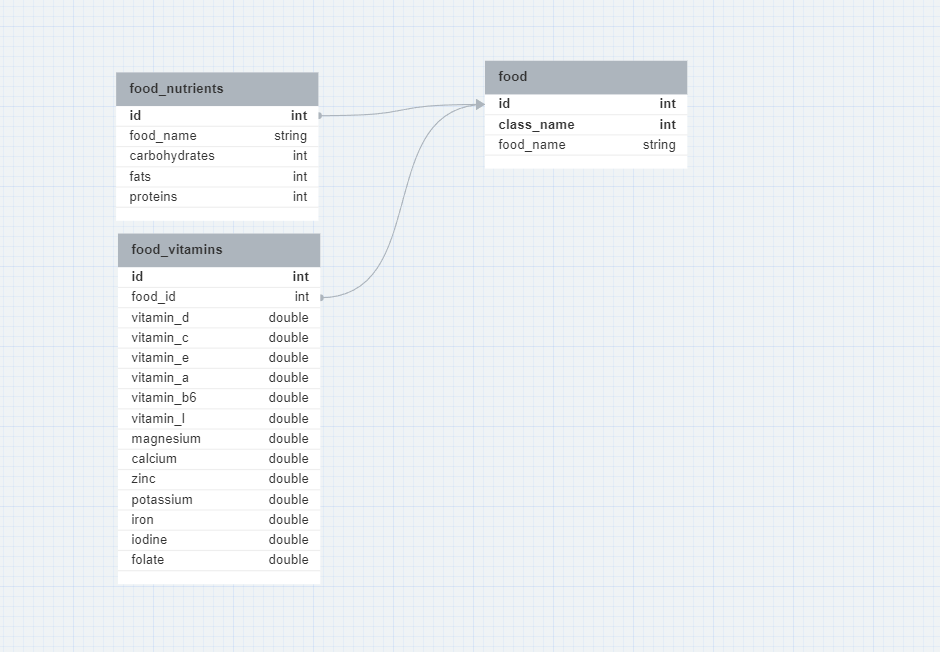 food_nutrients
id int
food_name string
carbohydrates int
fats int
proteins int
food_vitamins
id int
food_id int
vitamin_d double
vitamin_c double
vitamin_e double
vitamin_a double
vitamin_b6 double
vitamin_l double
magnesium double
calcium double
zinc double
potassium double
iron double
iodine double
folate double
food
id int
class_name int
food_name string